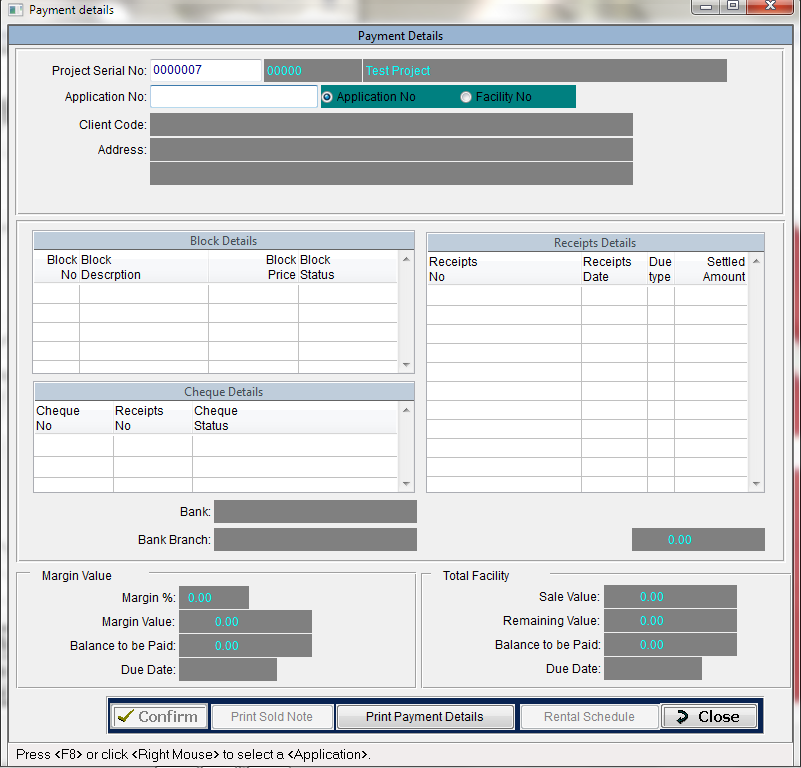 Payment details
Payment Details
Project Serial No: 0000007 00000 Test Project
Application No: Application No Facility No
Client Code:
Address:
Block Details
Block Block Block Block
No Descrption Price Status
Receipts Details
Receipts Receipts Due Settled
No Date type Amount
Cheque Details
Cheque Receipts Cheque
No No Status
Bank:
Bank Branch:
0.00
Margin Value
Margin %: 0.00
Margin Value: 0.00
Balance to be Paid: 0.00
Due Date:
Total Facility
Sale Value: 0.00
Remaining Value: 0.00
Balance to be Paid: 0.00
Due Date:
Confirm Print Sold Note Print Payment Details Rental Schedule Close
Press <F8> or click <Right Mouse> to select a <Application>.